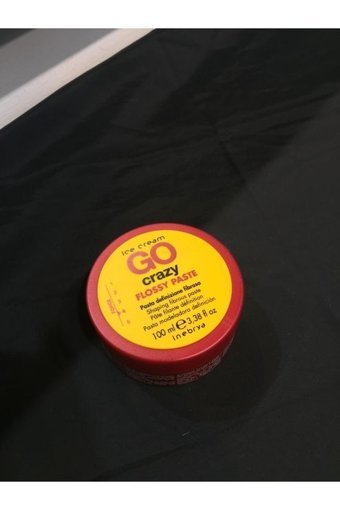 ice cream
GO
crazy
FLOSSY PASTE
Pasta definizione fibrosa
Shaping fibrous paste
Pâte filante définition
Pasta modeladora definición
100 ml e 3,38 fl. oz
inebrya